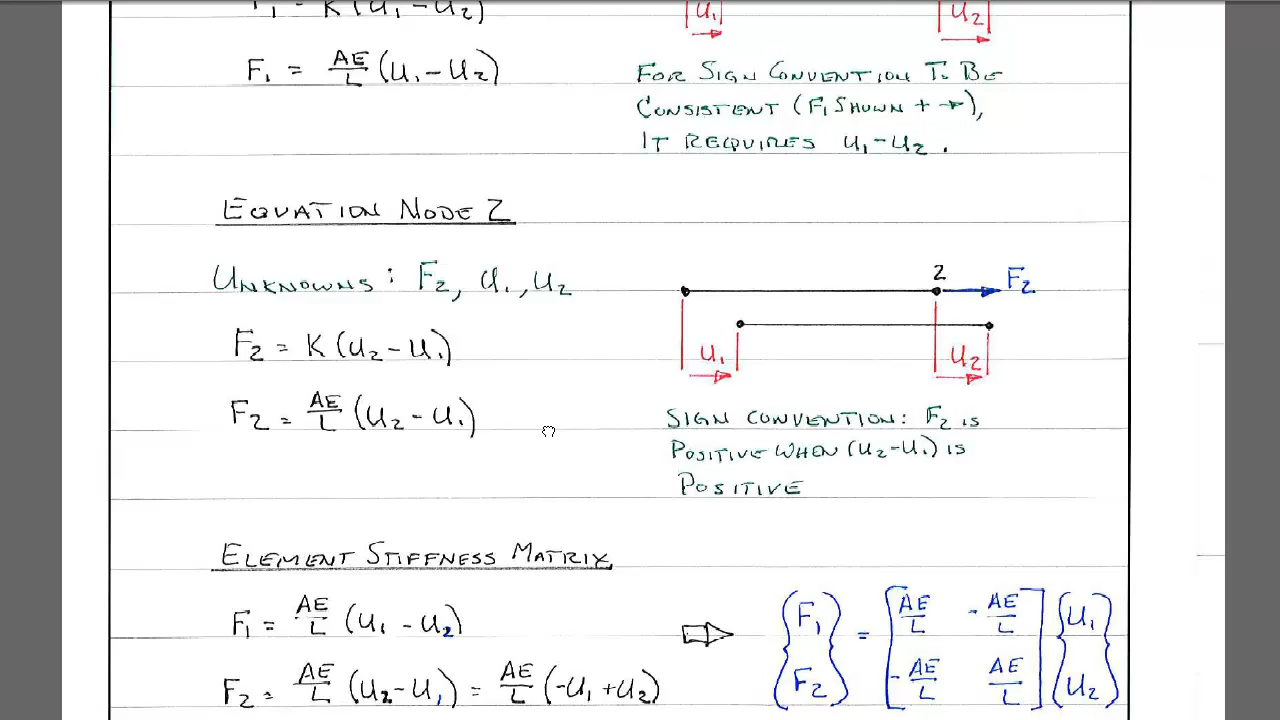 F₁ = K(U₁ - U₂)
U₁
U₂
F₁ = AE/L (U₁ - U₂)
FOR SIGN CONVENTION TO BE
CONSISTENT (F₁ SHOWN + →),
IT REQUIRES U₁ - U₂ .
EQUATION NODE 2
UNKNOWNS : F₂, U₁, U₂
2
F₂
F₂ = K (U₂ - U₁)
U₁
U₂
F₂ = AE/L (U₂ - U₁)
SIGN CONVENTION: F₂ IS
POSITIVE WHEN (U₂ - U₁) IS
POSITIVE
ELEMENT STIFFNESS MATRIX
F₁ = AE/L (U₁ - U₂)
F₂ = AE/L (U₂ - U₁) = AE/L (-U₁ + U₂)
⇒ {F₁ F₂} = [AE/L -AE/L
-AE/L AE/L] {U₁ U₂}